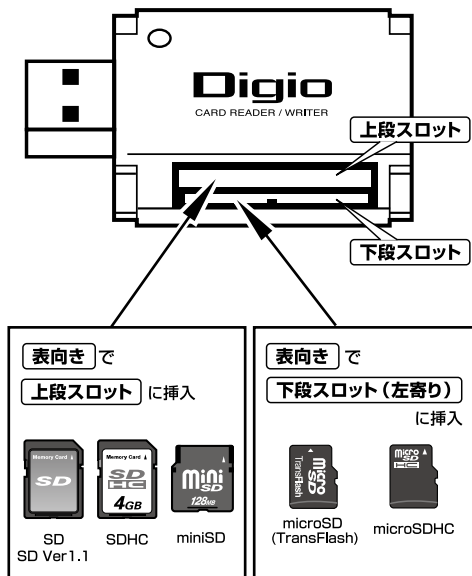 Digio
CARD READER / WRITER
上段スロット
下段スロット
表向き で
上段スロット に挿入
Memory Card
SD
Memory Card
SD
HC
4GB
mini
SD
128MB
SD
SD Ver1.1
SDHC
miniSD
表向き で
下段スロット(左寄り)
に挿入
micro
SD
TransFlash
micro
SD
HC
microSD
(TransFlash)
microSDHC